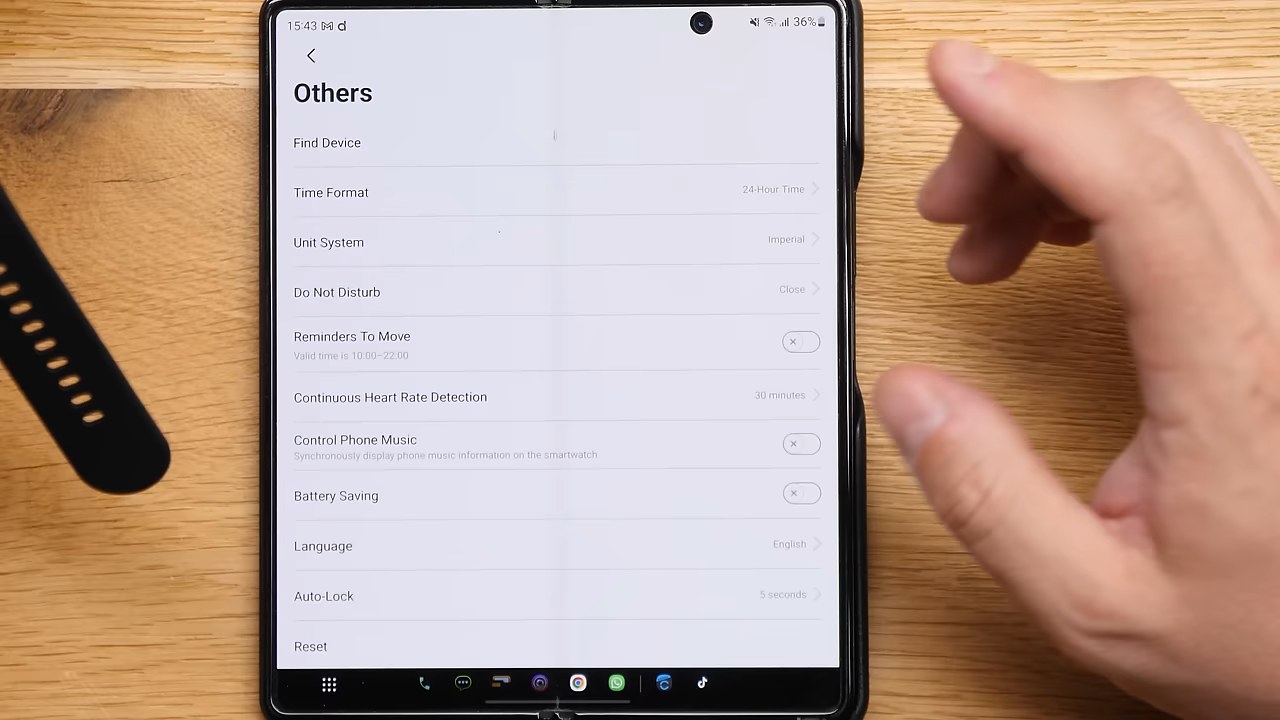 15:43 36%
Others
Find Device
Time Format 24-Hour Time
Unit System Imperial
Do Not Disturb Close
Reminders To Move
Valid time is 10:00–22:00
Continuous Heart Rate Detection 30 minutes
Control Phone Music
Synchronously display phone music information on the smartwatch
Battery Saving
Language English
Auto-Lock 5 seconds
Reset